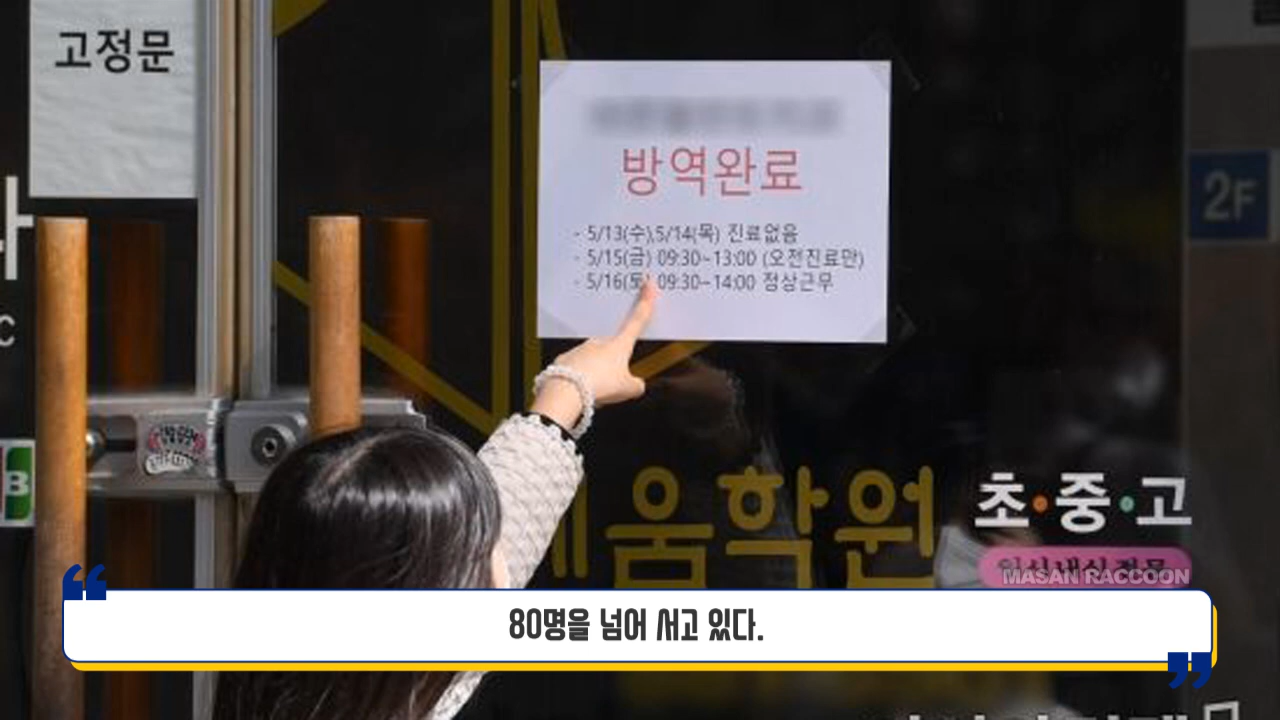 고정문
방역완료
- 5/13(수),5/14(목) 진료없음
- 5/15(금) 09:30~13:00 (오전진료만)
- 5/16(토) 09:30~14:00 정상근무
2F
C
B
움학원
초·중·고
MASAN RACCOON
80명을 넘어 서고 있다.